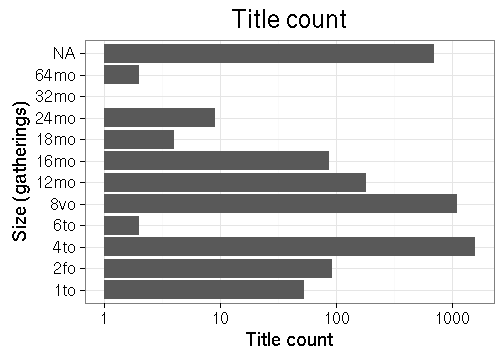 Title count
NA
64mo
32mo
24mo
18mo
16mo
12mo
8vo
6to
4to
2fo
1to
Size (gatherings)
1 10 100 1000
Title count